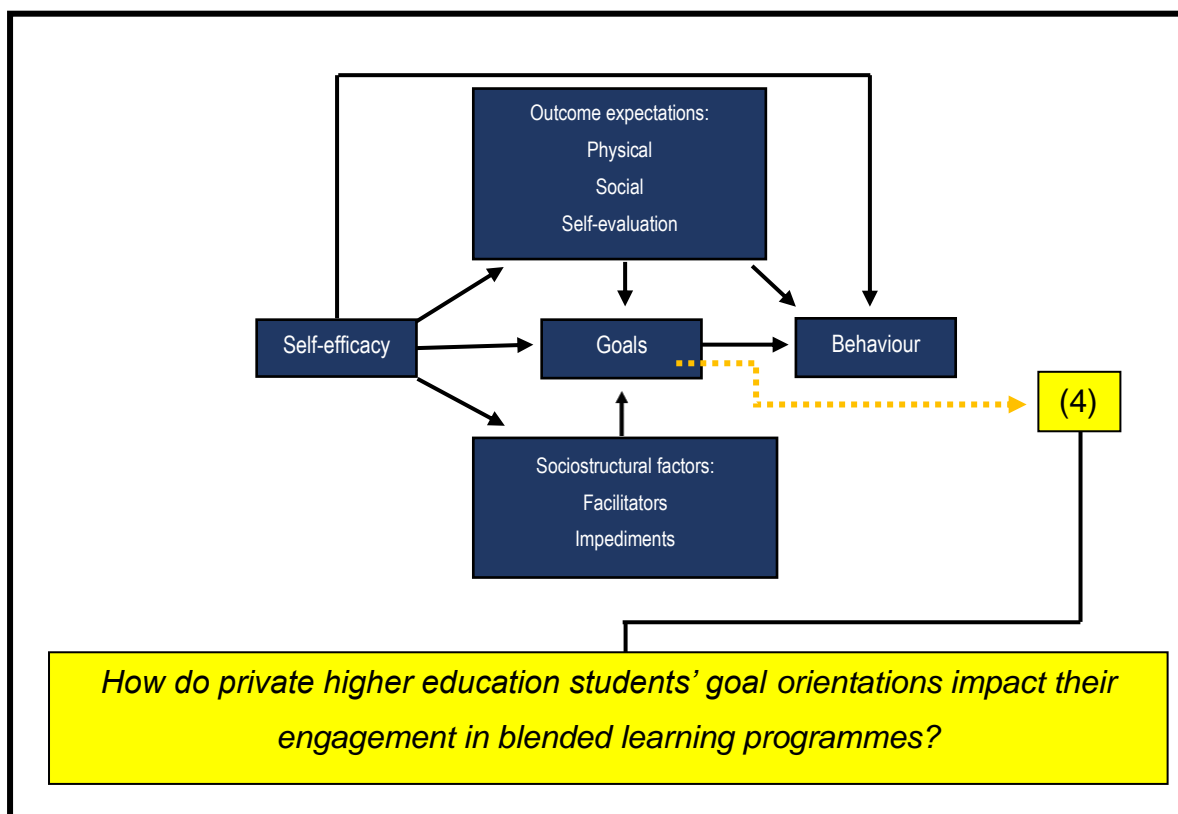 Outcome expectations:
Physical
Social
Self-evaluation
Self-efficacy
Goals
Behaviour
(4)
Sociostructural factors:
Facilitators
Impediments
How do private higher education students’ goal orientations impact their
engagement in blended learning programmes?